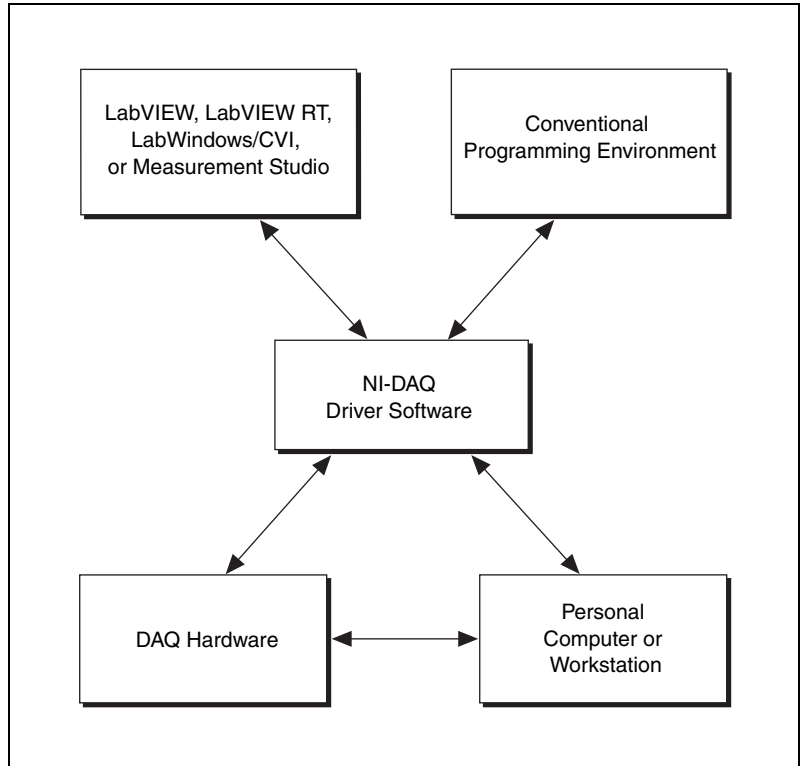 LabVIEW, LabVIEW RT,
LabWindows/CVI,
or Measurement Studio
Conventional
Programming Environment
NI-DAQ
Driver Software
DAQ Hardware
Personal
Computer or
Workstation